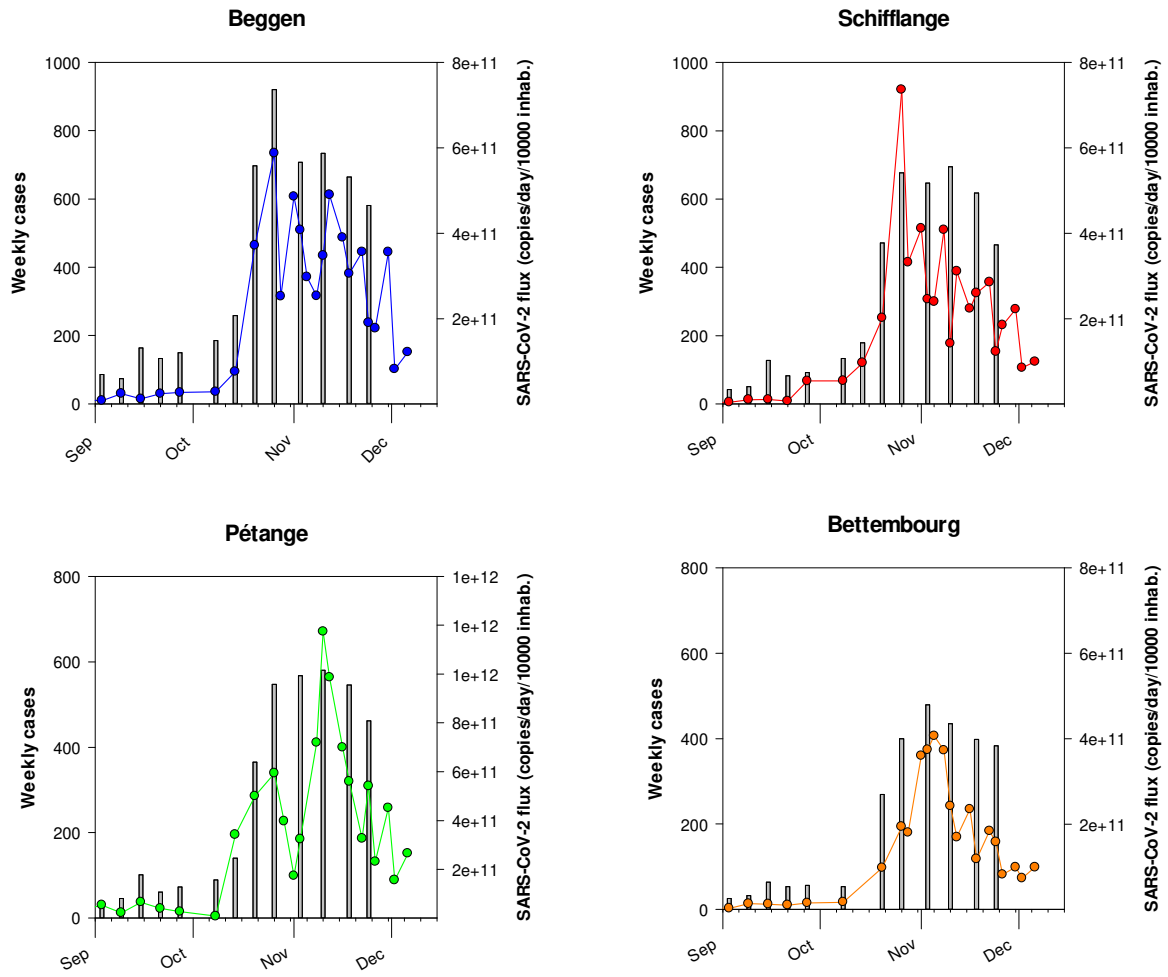 Beggen
1000
800
600
400
200
0
Weekly cases
8e+11
6e+11
4e+11
2e+11
SARS-CoV-2 flux (copies/day/10000 inhab.)
Sep
Oct
Nov
Dec
Schifflange
1000
800
600
400
200
0
Weekly cases
8e+11
6e+11
4e+11
2e+11
SARS-CoV-2 flux (copies/day/10000 inhab.)
Sep
Oct
Nov
Dec
Pétange
800
600
400
200
0
Weekly cases
1e+12
1e+12
1e+12
8e+11
6e+11
4e+11
2e+11
SARS-CoV-2 flux (copies/day/10000 inhab.)
Sep
Oct
Nov
Dec
Bettembourg
800
600
400
200
0
Weekly cases
8e+11
6e+11
4e+11
2e+11
SARS-CoV-2 flux (copies/day/10000 inhab.)
Sep
Oct
Nov
Dec